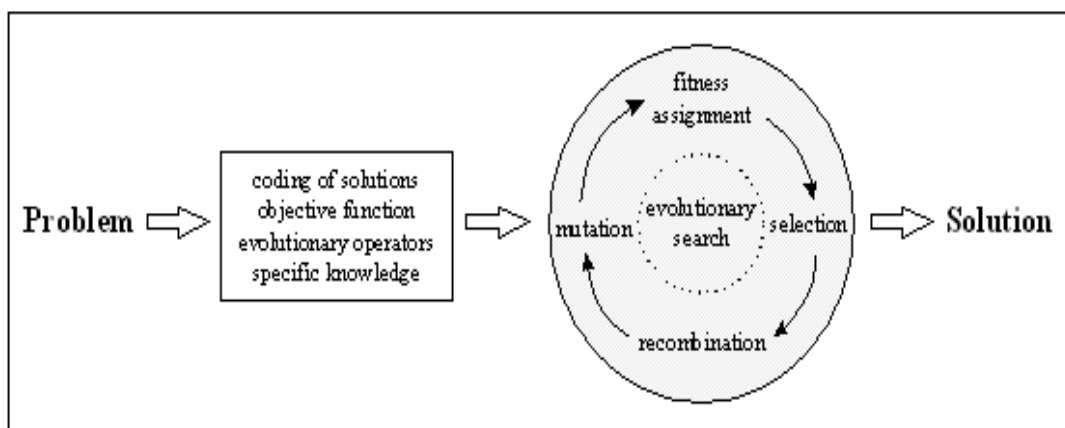 Problem
coding of solutions
objective function
evolutionary operators
specific knowledge
fitness
assignment
mutation
evolutionary
search
selection
recombination
Solution